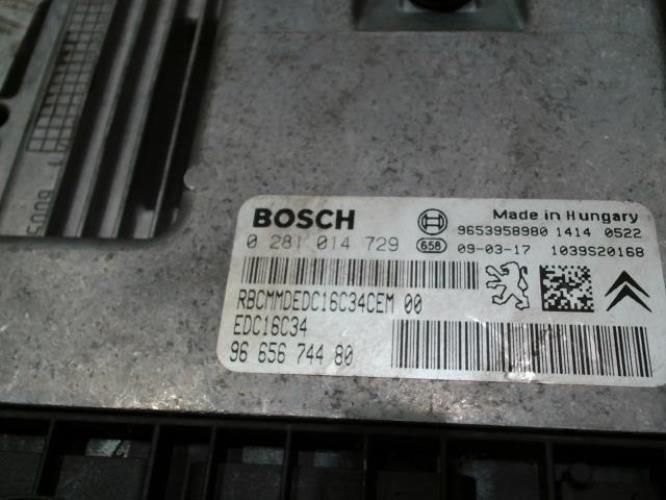 BOSCH
Made in Hungary
9653958980 1414 0522
0 281 014 729 658 09-03-17 1039S20168
RBCMMDEDC16C34CEM 00
EDC16C34
96 656 744 80